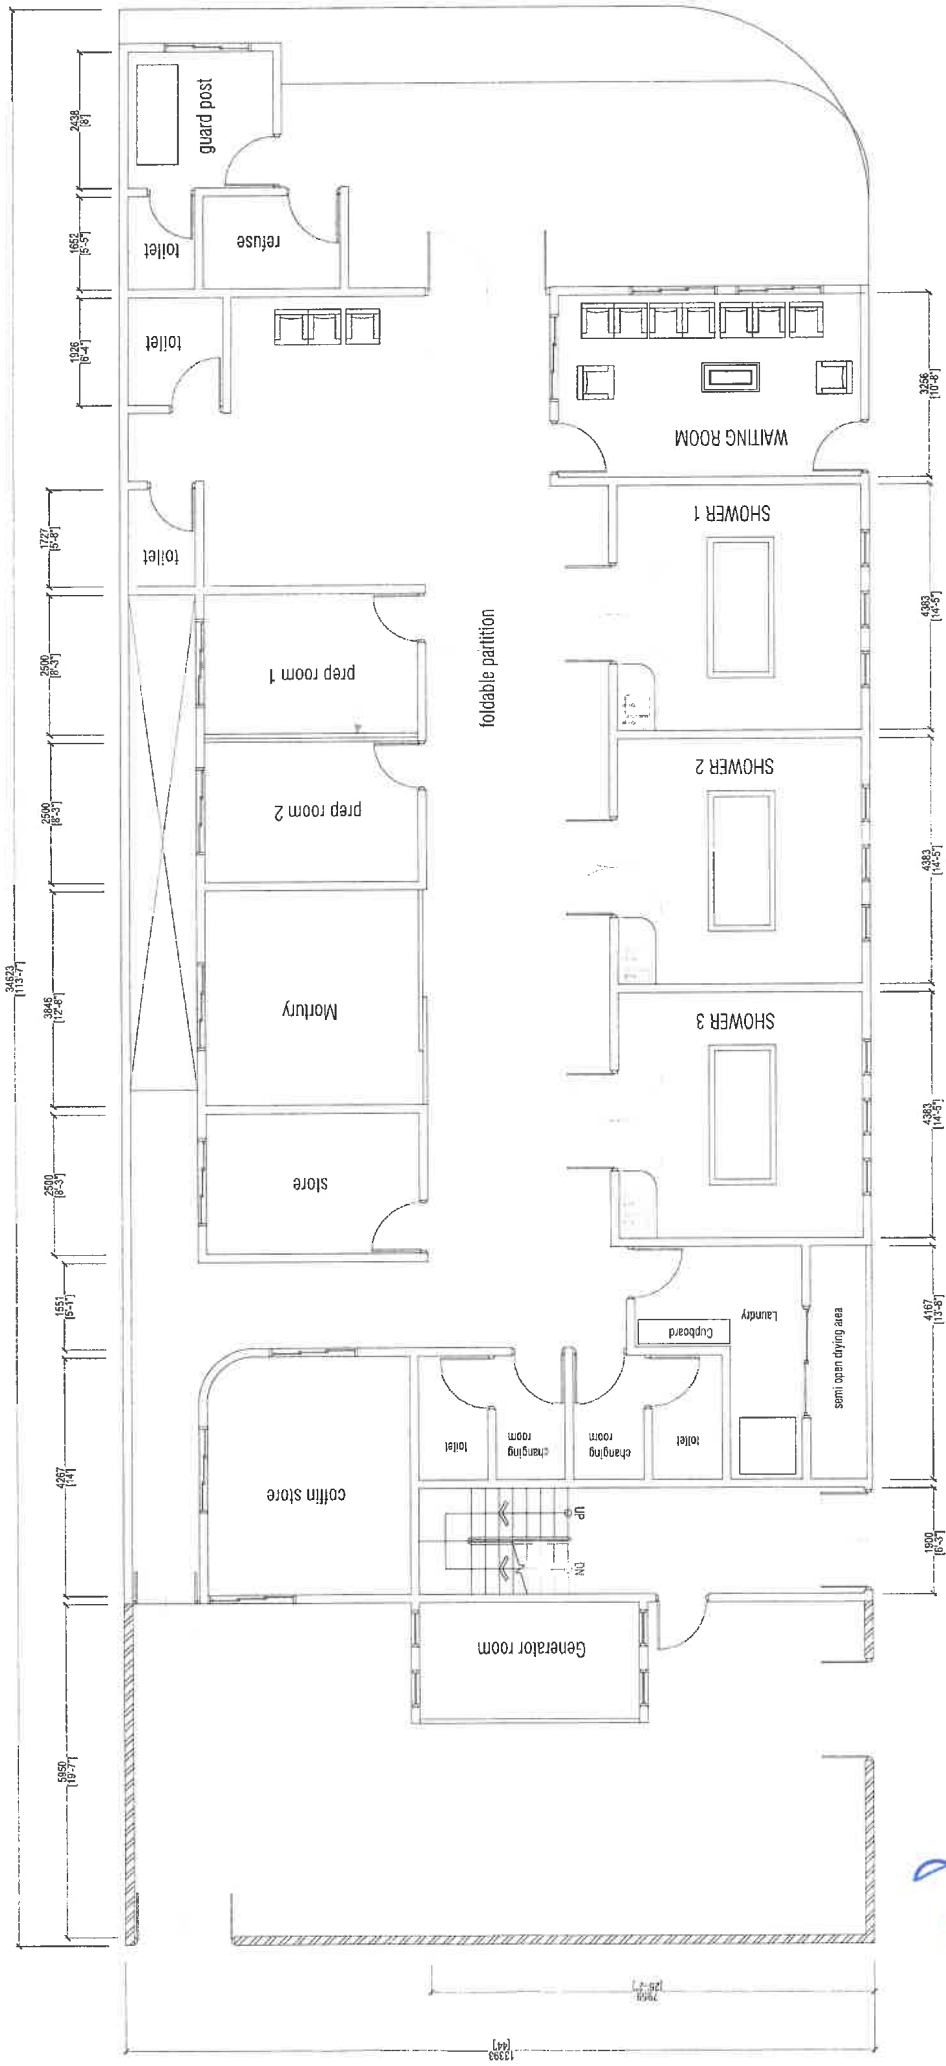 34623
[113'-7"]
2438
[8']
1652
[5'-5"]
1926
[6'-4"]
1727
[5'-8"]
2500
[8'-3"]
2500
[8'-3"]
3846
[12'-8"]
2500
[8'-3"]
1551
[5'-1"]
4267
[14']
5950
[19'-7"]
guard post
toilet
refuse
toilet
toilet
WAITING ROOM
3256
[10'-8"]
prep room 1
foldable partition
SHOWER 1
4383
[14'-5"]
prep room 2
SHOWER 2
4383
[14'-5"]
Mortury
SHOWER 3
4383
[14'-5"]
store
Cupboard
Laundry
semi open drying area
4167
[13'-8"]
coffin store
toilet
changing
room
changing
room
toilet
UP
DN
1900
[6'-3"]
Generator room
13393
[44']